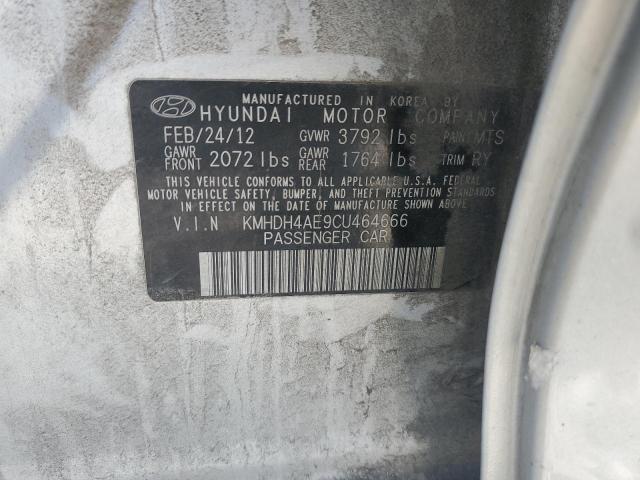 MANUFACTURED IN KOREA BY
HYUNDAI MOTOR COMPANY
FEB/24/12 GVWR 3792 lbs PAINT MTS
GAWR FRONT 2072 lbs GAWR REAR 1764 lbs TRIM RY
THIS VEHICLE CONFORMS TO ALL APPLICABLE U.S.A. FEDERAL
MOTOR VEHICLE SAFETY, BUMPER, AND THEFT PREVENTION STANDARDS
IN EFFECT ON THE DATE OF MANUFACTURE SHOWN ABOVE.
V.I.N KMHDH4AE9CU464666
PASSENGER CAR